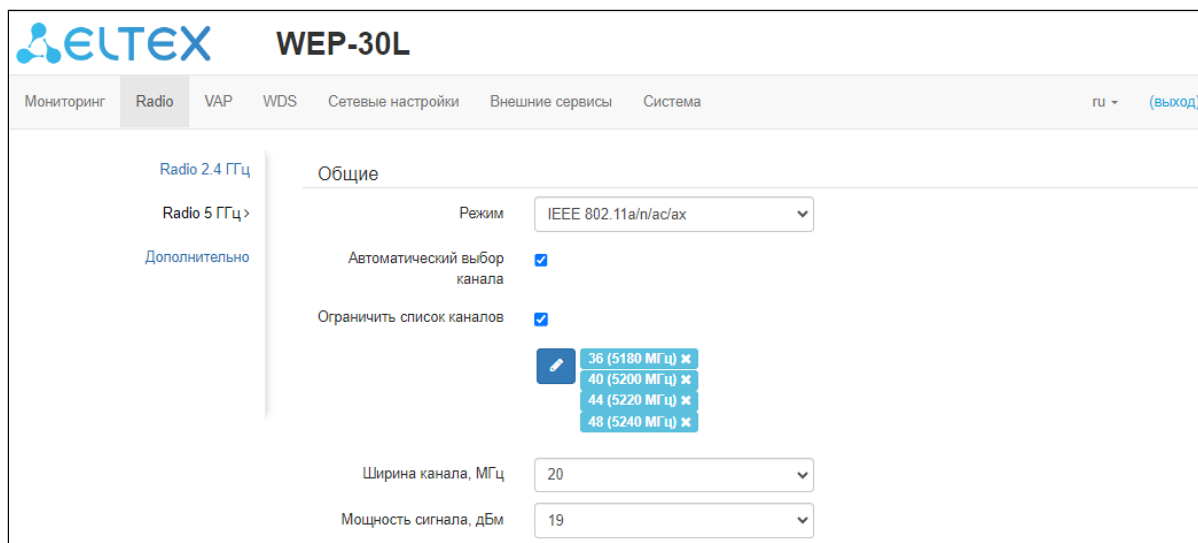 ELTEX WEP-30L
Мониторинг Radio VAP WDS Сетевые настройки Внешние сервисы Система ru (выход)
Radio 2.4 ГГц
Radio 5 ГГц >
Дополнительно
Общие
Режим IEEE 802.11a/n/ac/ax
Автоматический выбор
канала
Ограничить список каналов
36 (5180 МГц) ✖
40 (5200 МГц) ✖
44 (5220 МГц) ✖
48 (5240 МГц) ✖
Ширина канала, МГц 20
Мощность сигнала, дБм 19